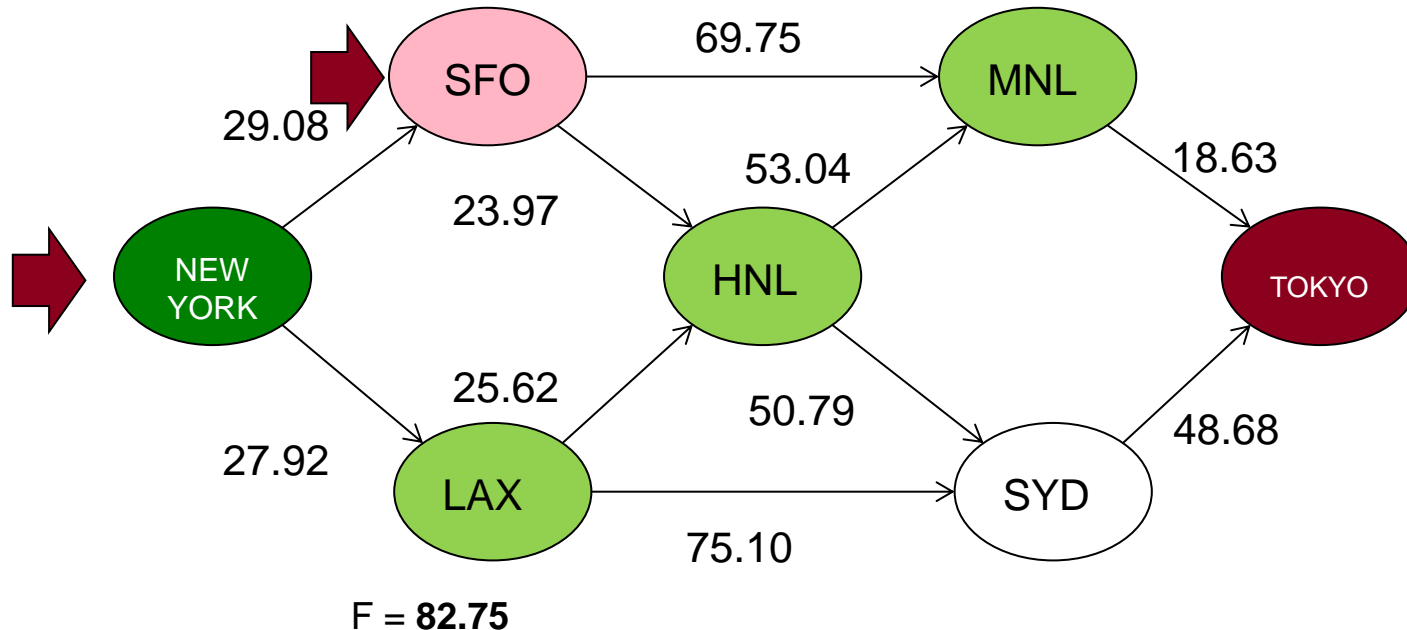 69.75
SFO
MNL
29.08
53.04
18.63
23.97
NEW
YORK
HNL
TOKYO
25.62
50.79
48.68
27.92
LAX
SYD
75.10
F = 82.75